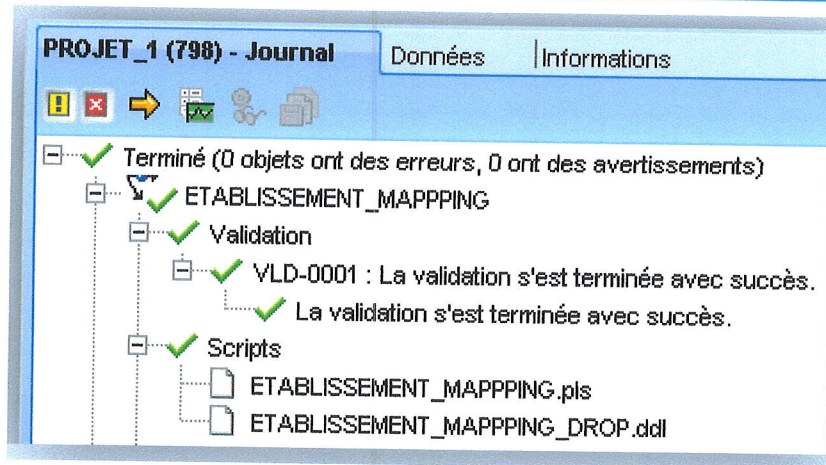 PROJET_1 (798) - Journal Données Informations
Terminé (0 objets ont des erreurs, 0 ont des avertissements)
ETABLISSEMENT_MAPPPING
Validation
VLD-0001 : La validation s'est terminée avec succès.
La validation s'est terminée avec succès.
Scripts
ETABLISSEMENT_MAPPPING.pls
ETABLISSEMENT_MAPPPING_DROP.ddl